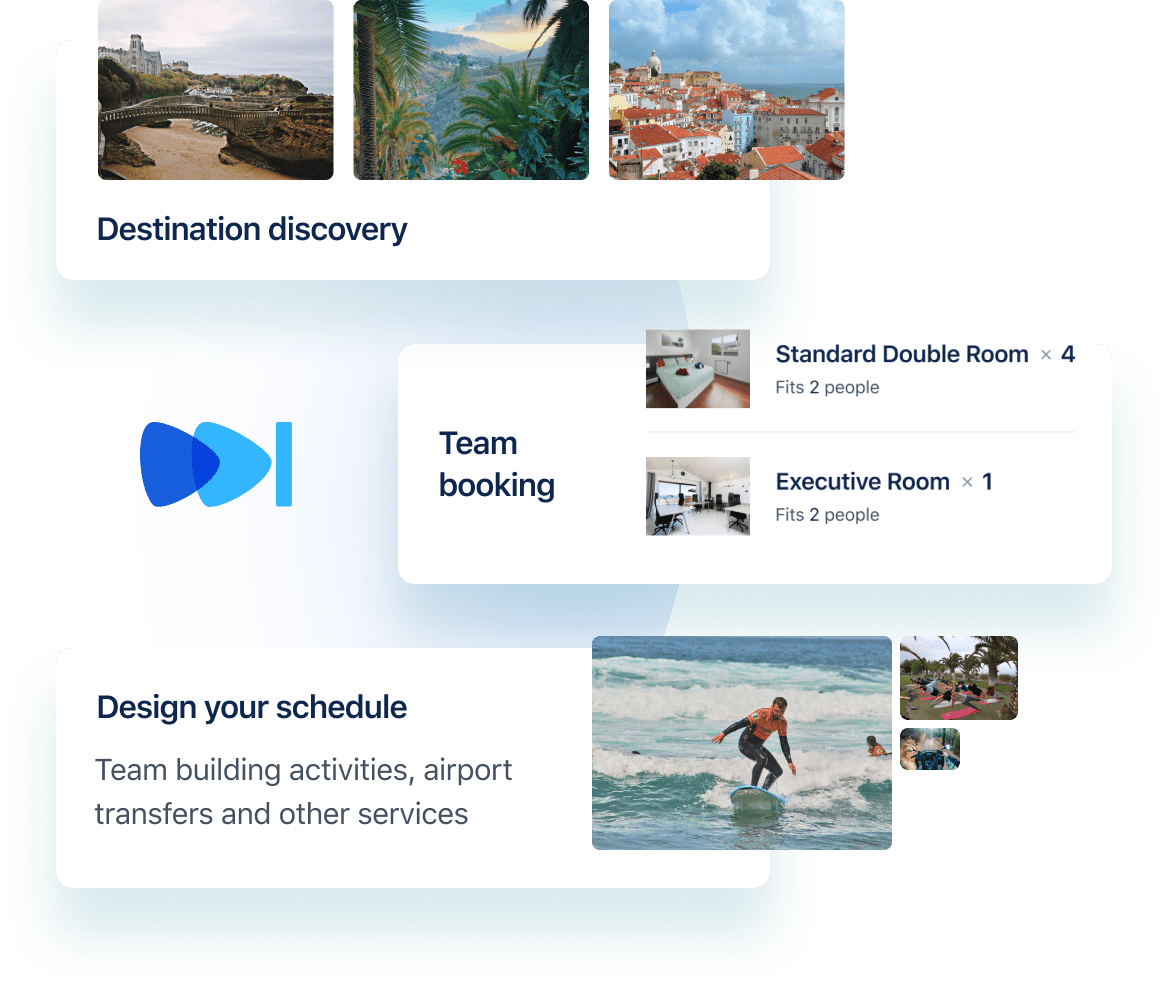 Destination discovery
Team
booking
Standard Double Room × 4
Fits 2 people
Executive Room × 1
Fits 2 people
Design your schedule
Team building activities, airport
transfers and other services